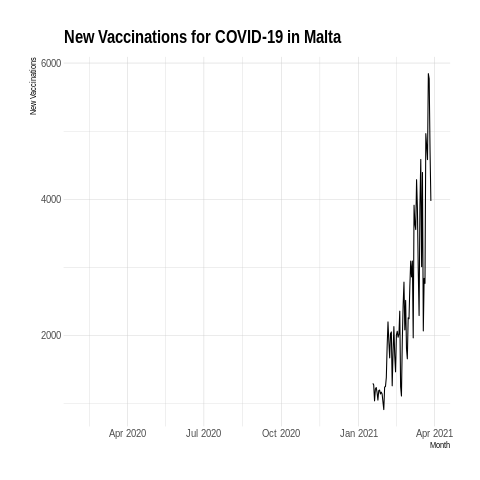 New Vaccinations for COVID-19 in Malta
New Vaccinations
6000
4000
2000
Apr 2020 Jul 2020 Oct 2020 Jan 2021 Apr 2021
Month